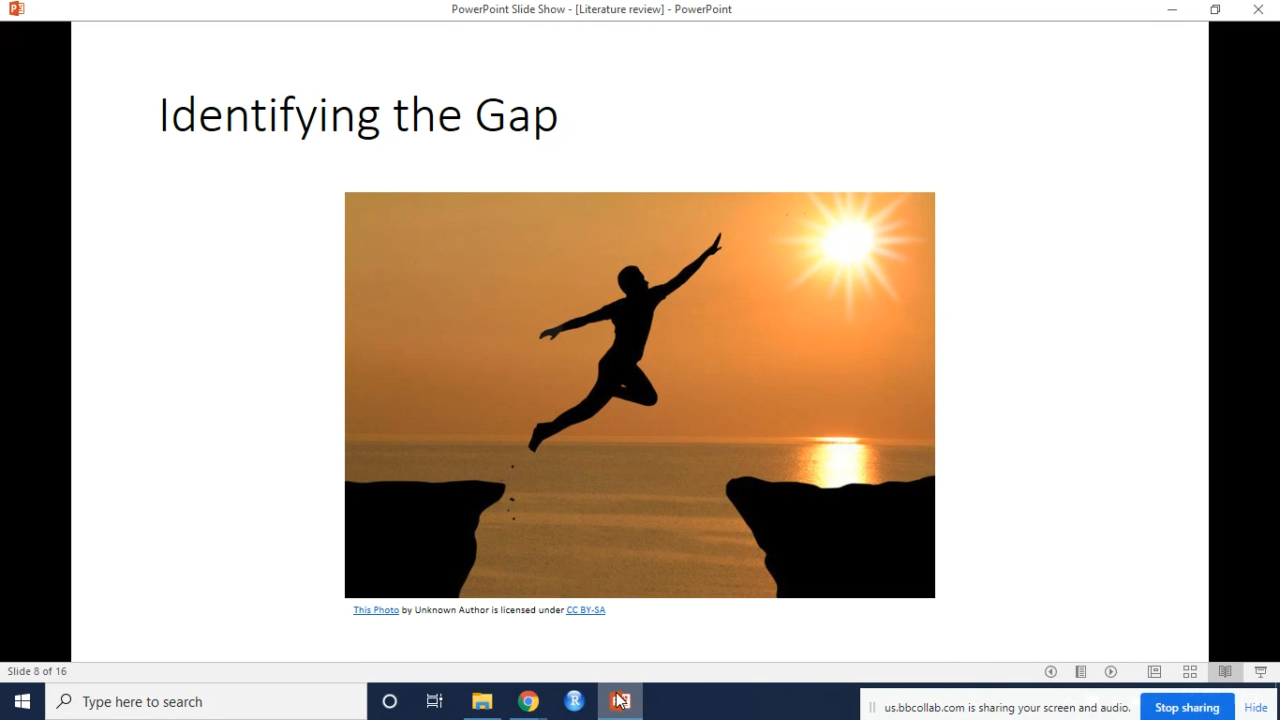 PowerPoint Slide Show - [Literature review] - PowerPoint
Identifying the Gap
This Photo by Unknown Author is licensed under CC BY-SA
Slide 8 of 16
Type here to search
us.bbcollab.com is sharing your screen and audio.
Stop sharing
Hide